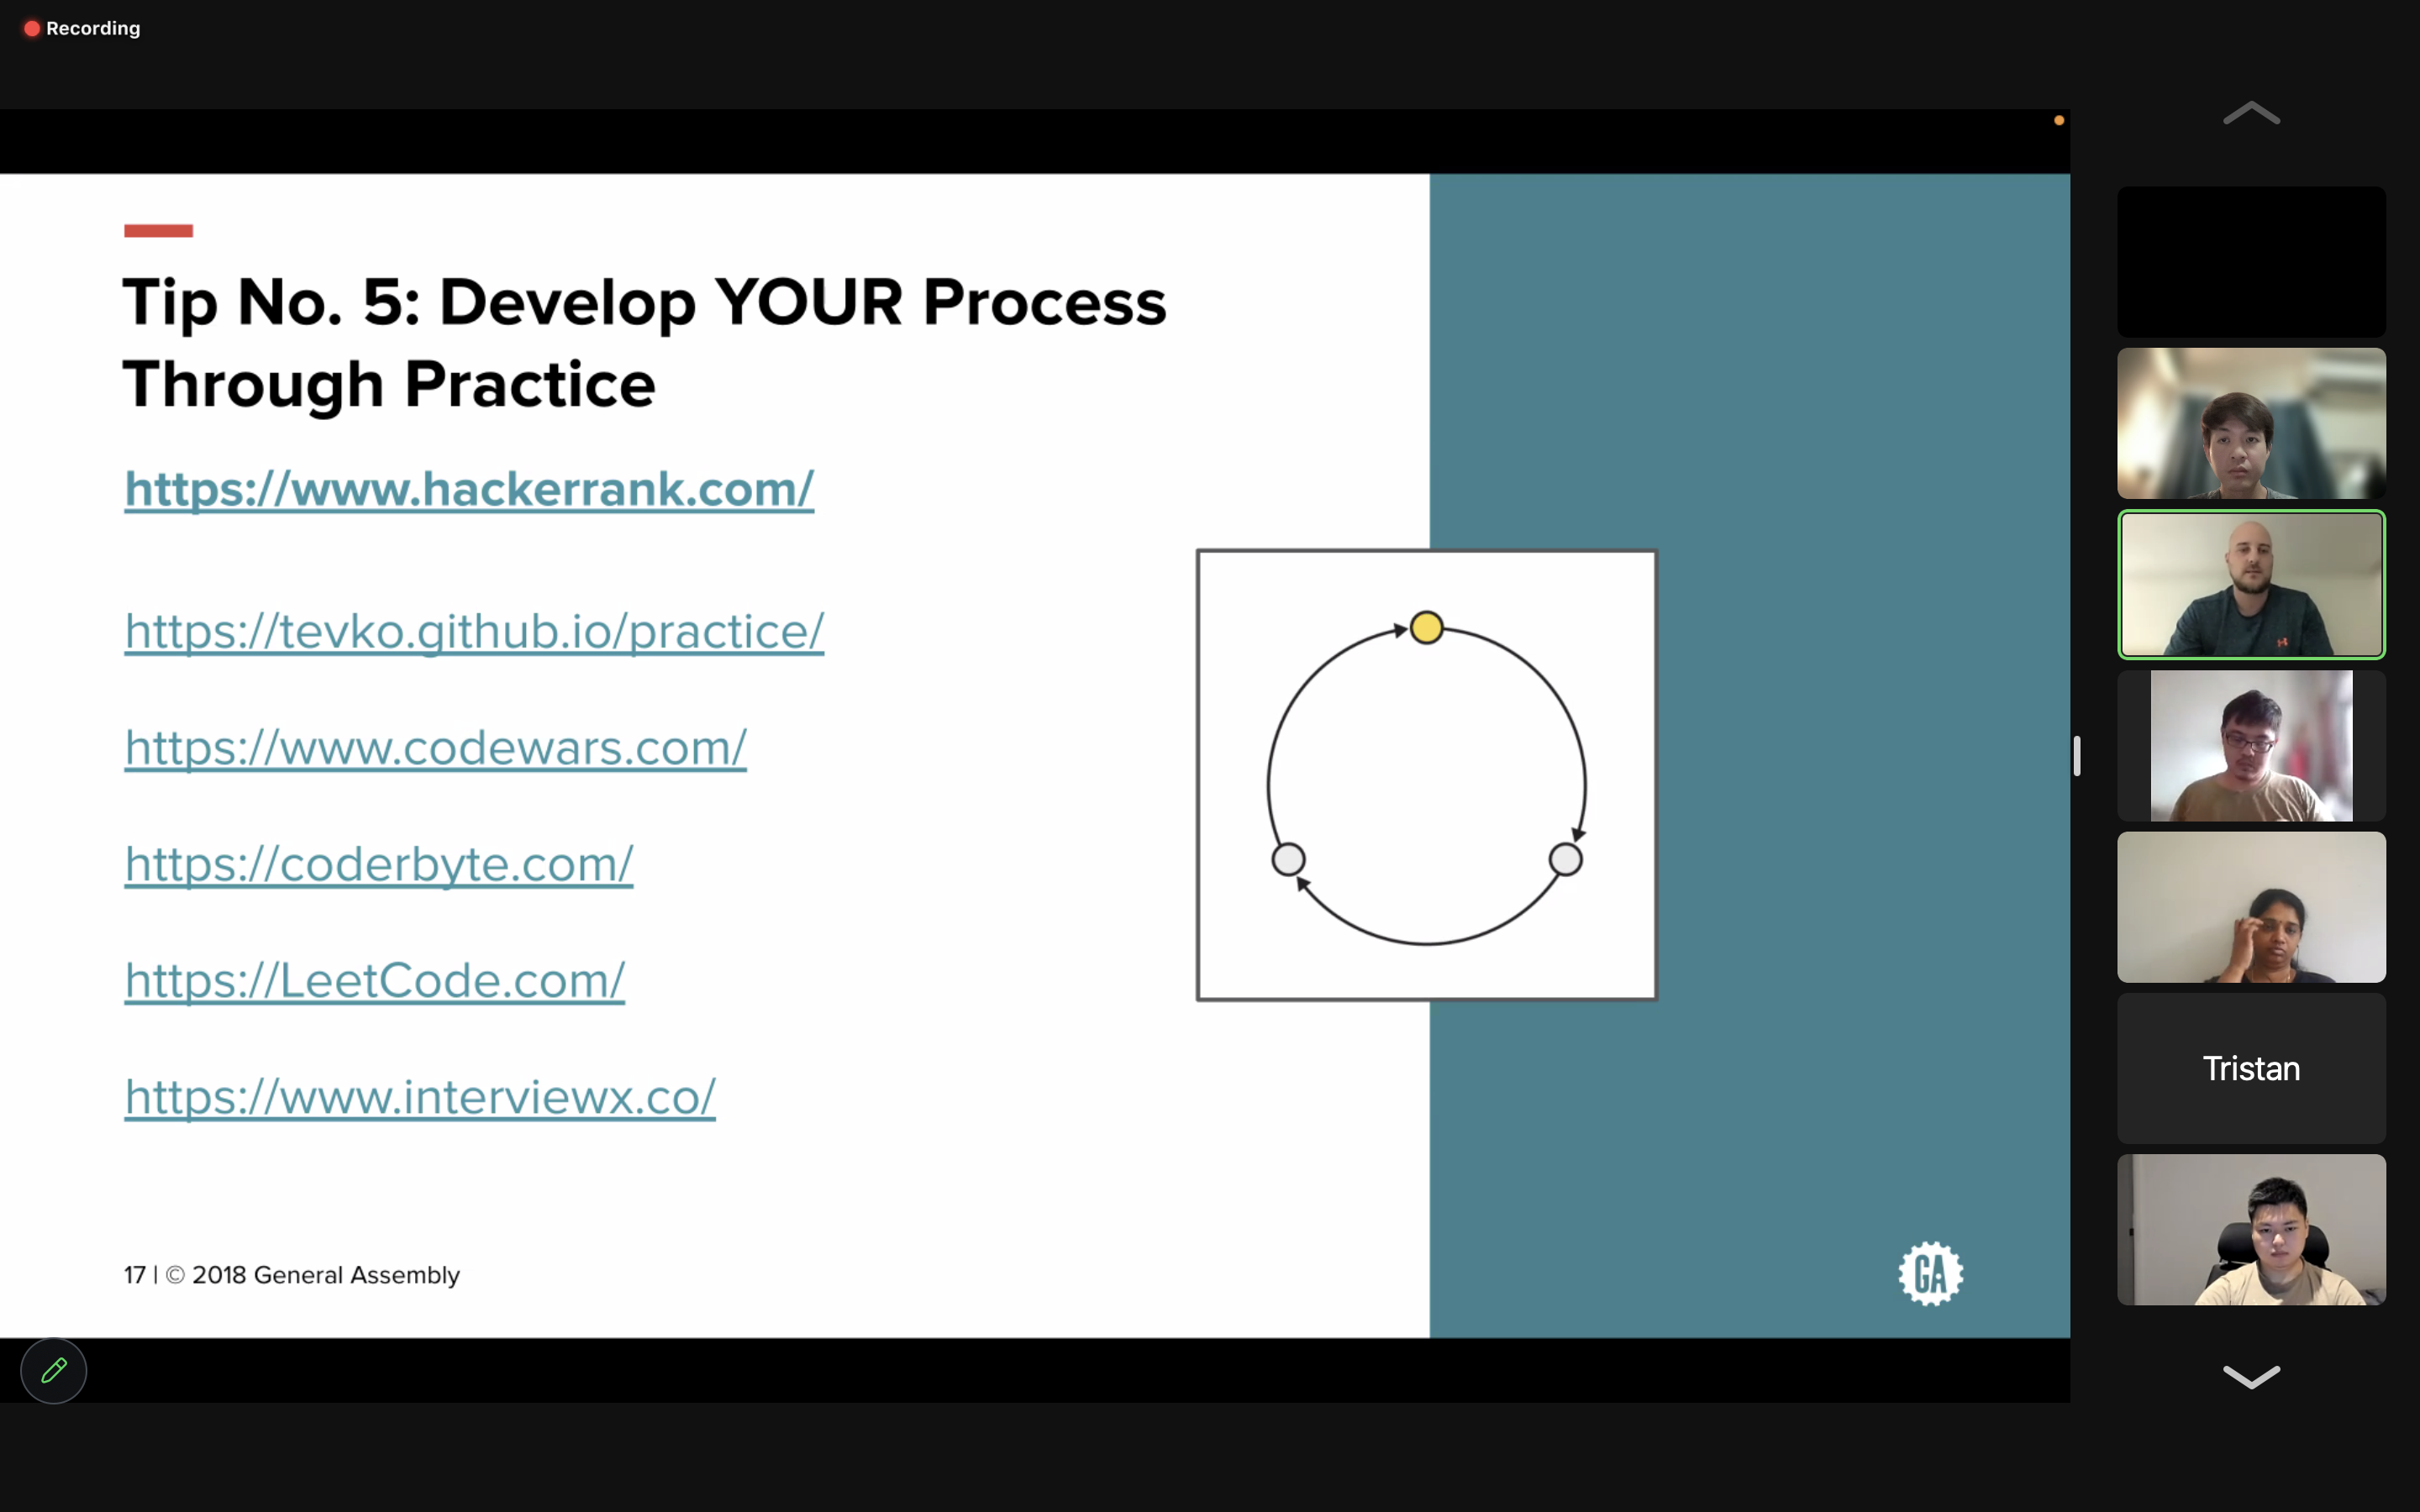 Recording
Tip No. 5: Develop YOUR Process
Through Practice
https://www.hackerrank.com/
https://tevko.github.io/practice/
https://www.codewars.com/
https://coderbyte.com/
https://LeetCode.com/
https://www.interviewx.co/
17 | © 2018 General Assembly
GA
Tristan